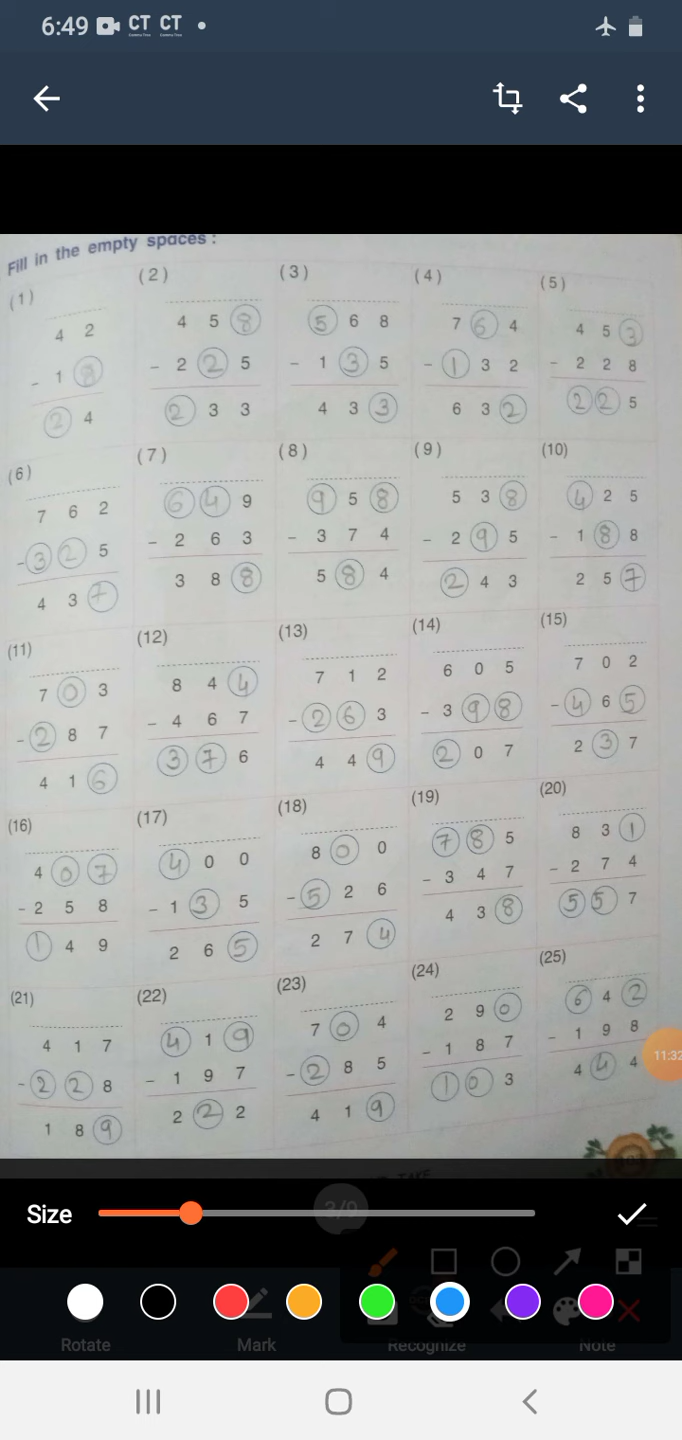 6:49 CT CT
Fill in the empty spaces :
(1) (2) (3) (4) (5)
4 2 4 5 8 5 6 8 7 6 4 4 5 3
- 1 8 - 2 2 5 - 1 3 5 - 1 3 2 - 2 2 8
2 4 2 3 3 4 3 3 6 3 2 2 2 5
(6) (7) (8) (9) (10)
7 6 2 6 4 9 9 5 8 5 3 8 4 2 5
- 3 2 5 - 2 6 3 - 3 7 4 - 2 9 5 - 1 8 8
4 3 7 3 8 8 5 8 4 2 4 3 2 5 7
(11) (12) (13) (14) (15)
7 0 3 8 4 4 7 1 2 6 0 5 7 0 2
- 2 8 7 - 4 6 7 - 2 6 3 - 3 9 8 - 4 6 5
4 1 6 3 7 6 4 4 9 2 0 7 2 3 7
(16) (17) (18) (19) (20)
4 0 7 4 0 0 8 0 0 7 8 5 8 3 1
- 2 5 8 - 1 3 5 - 5 2 6 - 3 4 7 - 2 7 4
1 4 9 2 6 5 2 7 4 4 3 8 5 5 7
(21) (22) (23) (24) (25)
4 1 7 4 1 9 7 0 4 2 9 0 6 4 2
- 2 2 8 - 1 9 7 - 2 8 5 - 1 8 7 - 1 9 8
1 8 9 2 2 2 4 1 9 1 0 3 4 4 4
11:32
Size
3/9
Rotate Mark Recognize Note